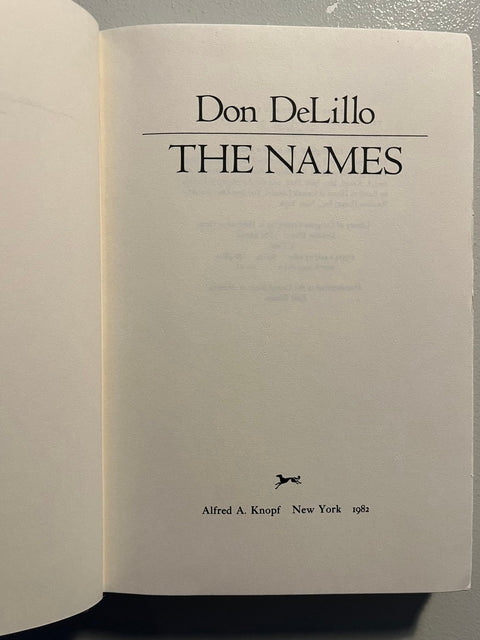 Don DeLillo
THE NAMES
Alfred A. Knopf New York 1982